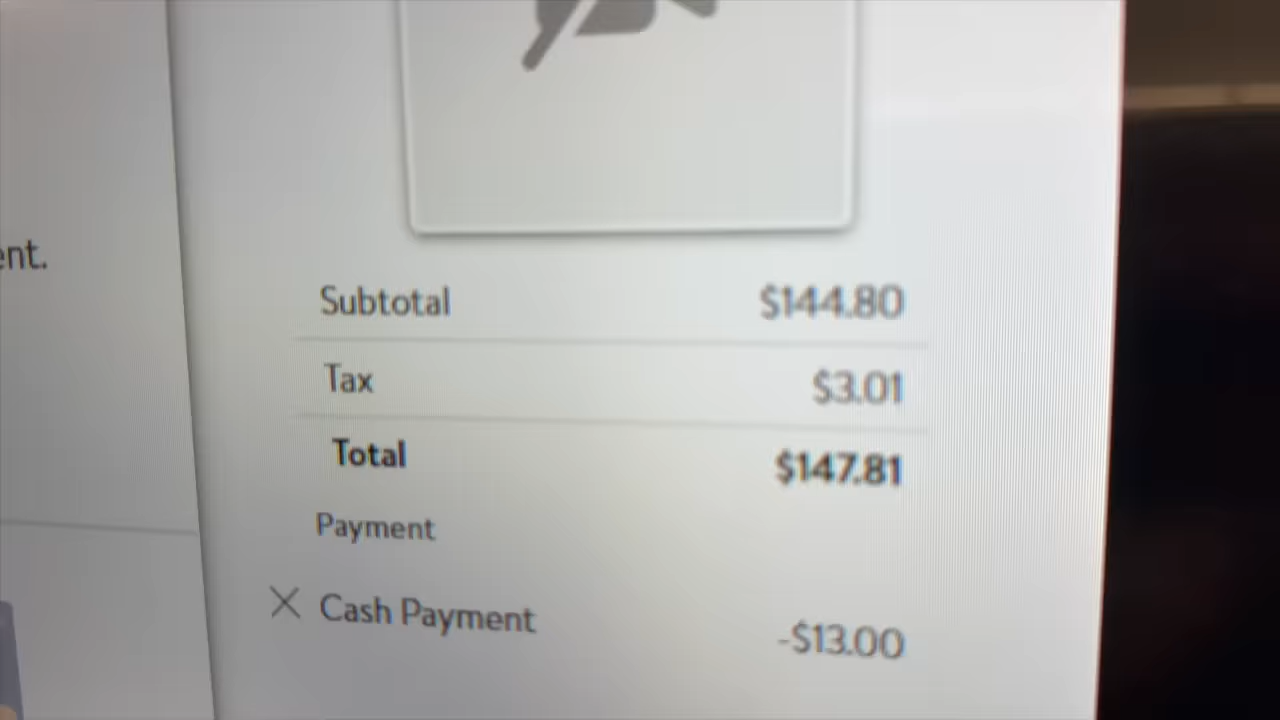 ent.
Subtotal $144.80
Tax $3.01
Total $147.81
Payment
Cash Payment -$13.00